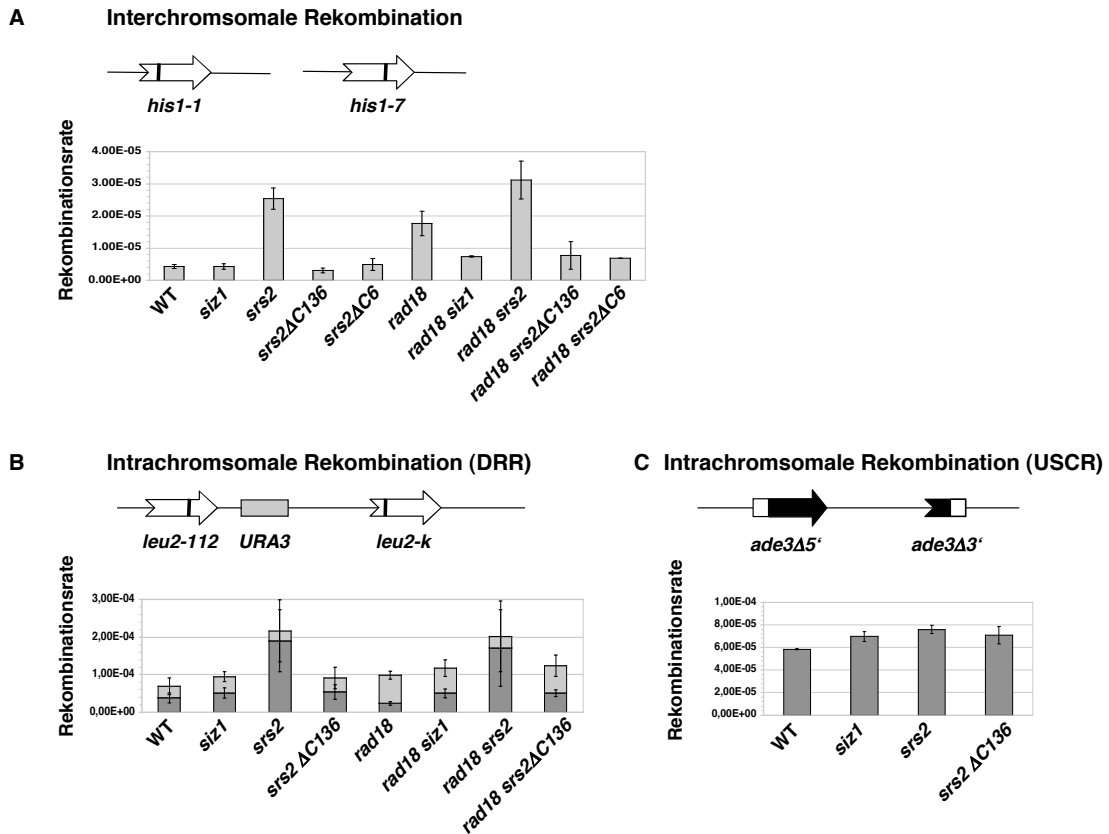 A Interchromsomale Rekombination
his1-1 his1-7
Rekombinationsrate
4.00E-05
3.00E-05
2.00E-05
1.00E-05
0.00E+00
WT siz1 srs2 srs2ΔC136 srs2ΔC6 rad18 rad18 siz1 rad18 srs2 rad18 srs2ΔC136 rad18 srs2ΔC6
B Intrachromsomale Rekombination (DRR)
leu2-112 URA3 leu2-k
Rekombinationsrate
3,00E-04
2,00E-04
1,00E-04
0,00E+00
WT siz1 srs2 srs2 ΔC136 rad18 rad18 siz1 rad18 srs2 rad18 srs2ΔC136
C Intrachromsomale Rekombination (USCR)
ade3Δ5‘ ade3Δ3‘
Rekombinationsrate
1,00E-04
8,00E-05
6,00E-05
4,00E-05
2,00E-05
0,00E+00
WT siz1 srs2 srs2 ΔC136